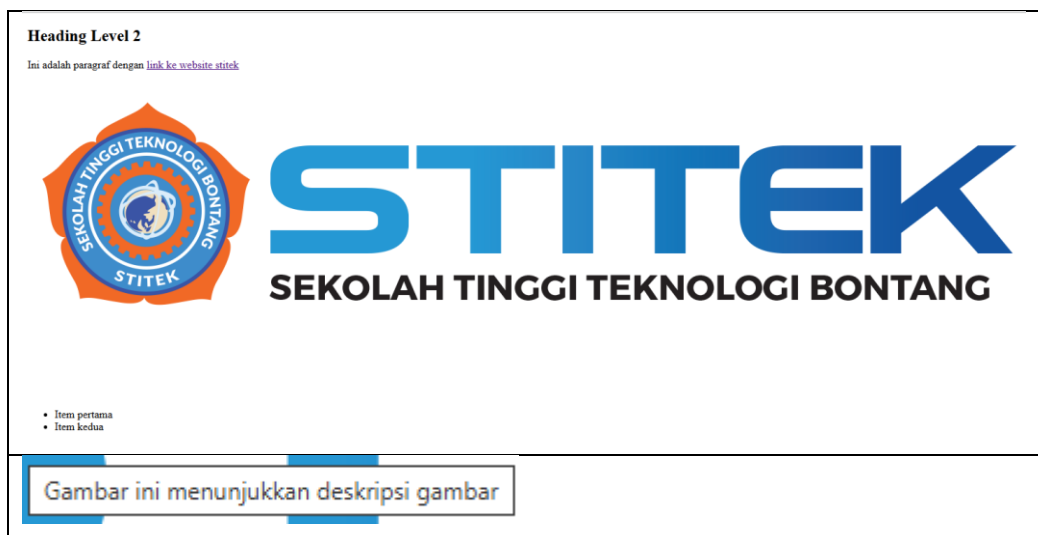 Heading Level 2
Ini adalah paragraf dengan link ke website stitek
SEKOLAH TINGGI TEKNOLOGI BONTANG
STITEK
STITEK
SEKOLAH TINGGI TEKNOLOGI BONTANG
• Item pertama
• Item kedua
Gambar ini menunjukkan deskripsi gambar